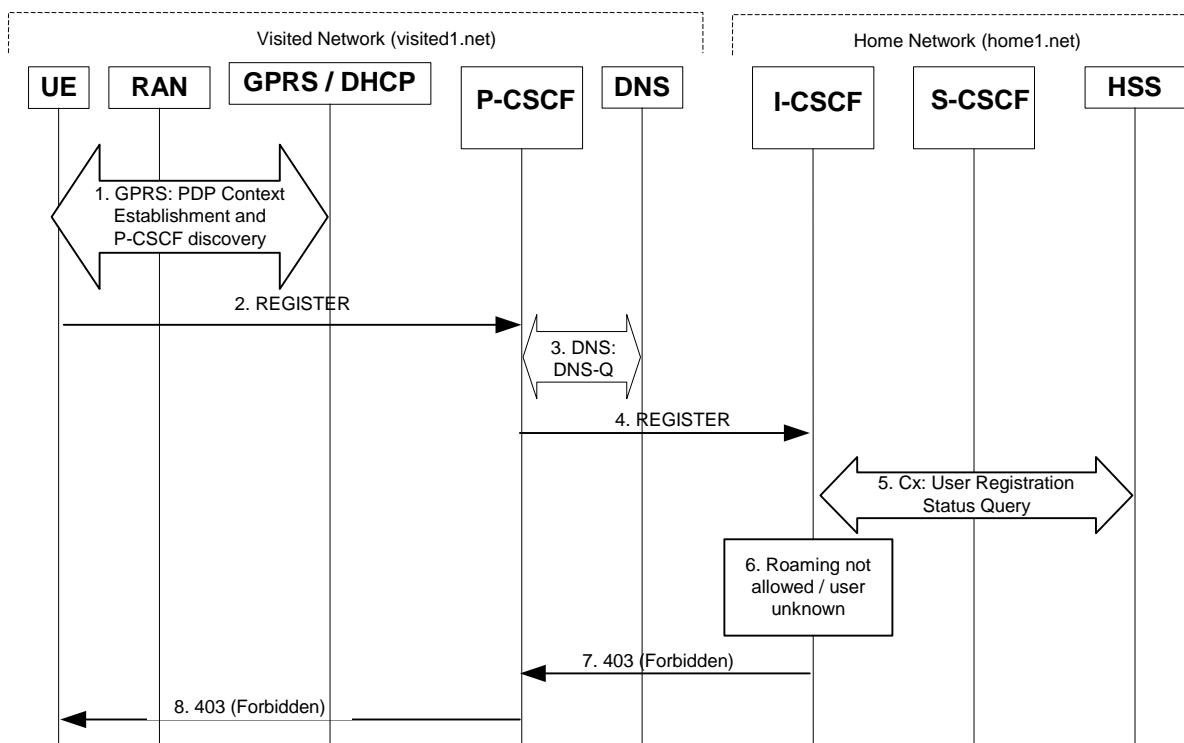 Visited Network (visited1.net)
Home Network (home1.net)
UE
RAN
GPRS / DHCP
P-CSCF
DNS
I-CSCF
S-CSCF
HSS
1. GPRS: PDP Context
Establishment and
P-CSCF discovery
2. REGISTER
3. DNS:
DNS-Q
4. REGISTER
5. Cx: User Registration
Status Query
6. Roaming not
allowed / user
unknown
7. 403 (Forbidden)
8. 403 (Forbidden)